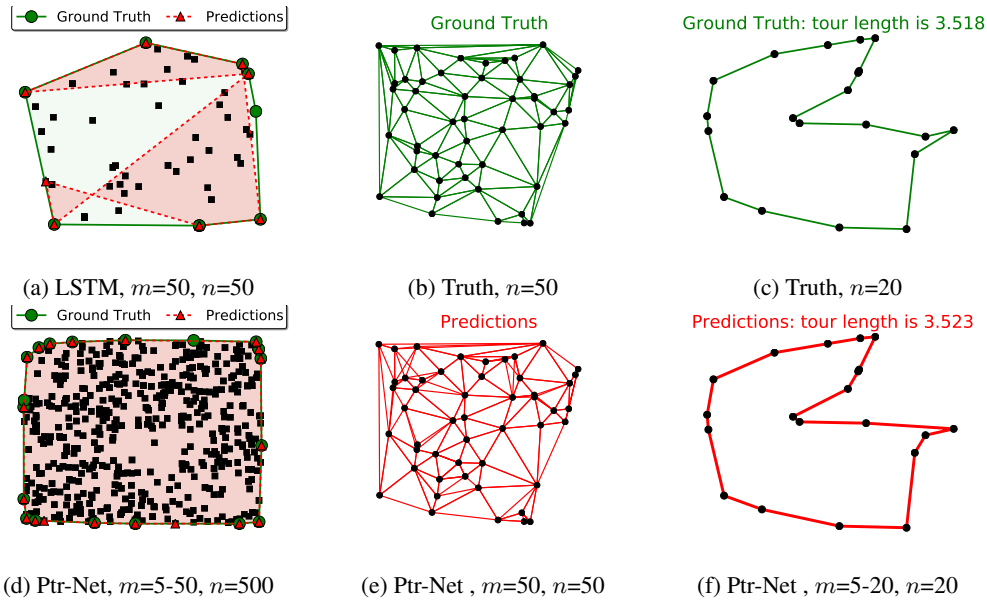 Ground Truth Predictions
Ground Truth
Ground Truth: tour length is 3.518
(a) LSTM, m=50, n=50
(b) Truth, n=50
(c) Truth, n=20
Ground Truth Predictions
Predictions
Predictions: tour length is 3.523
(d) Ptr-Net, m=5-50, n=500
(e) Ptr-Net , m=50, n=50
(f) Ptr-Net , m=5-20, n=20